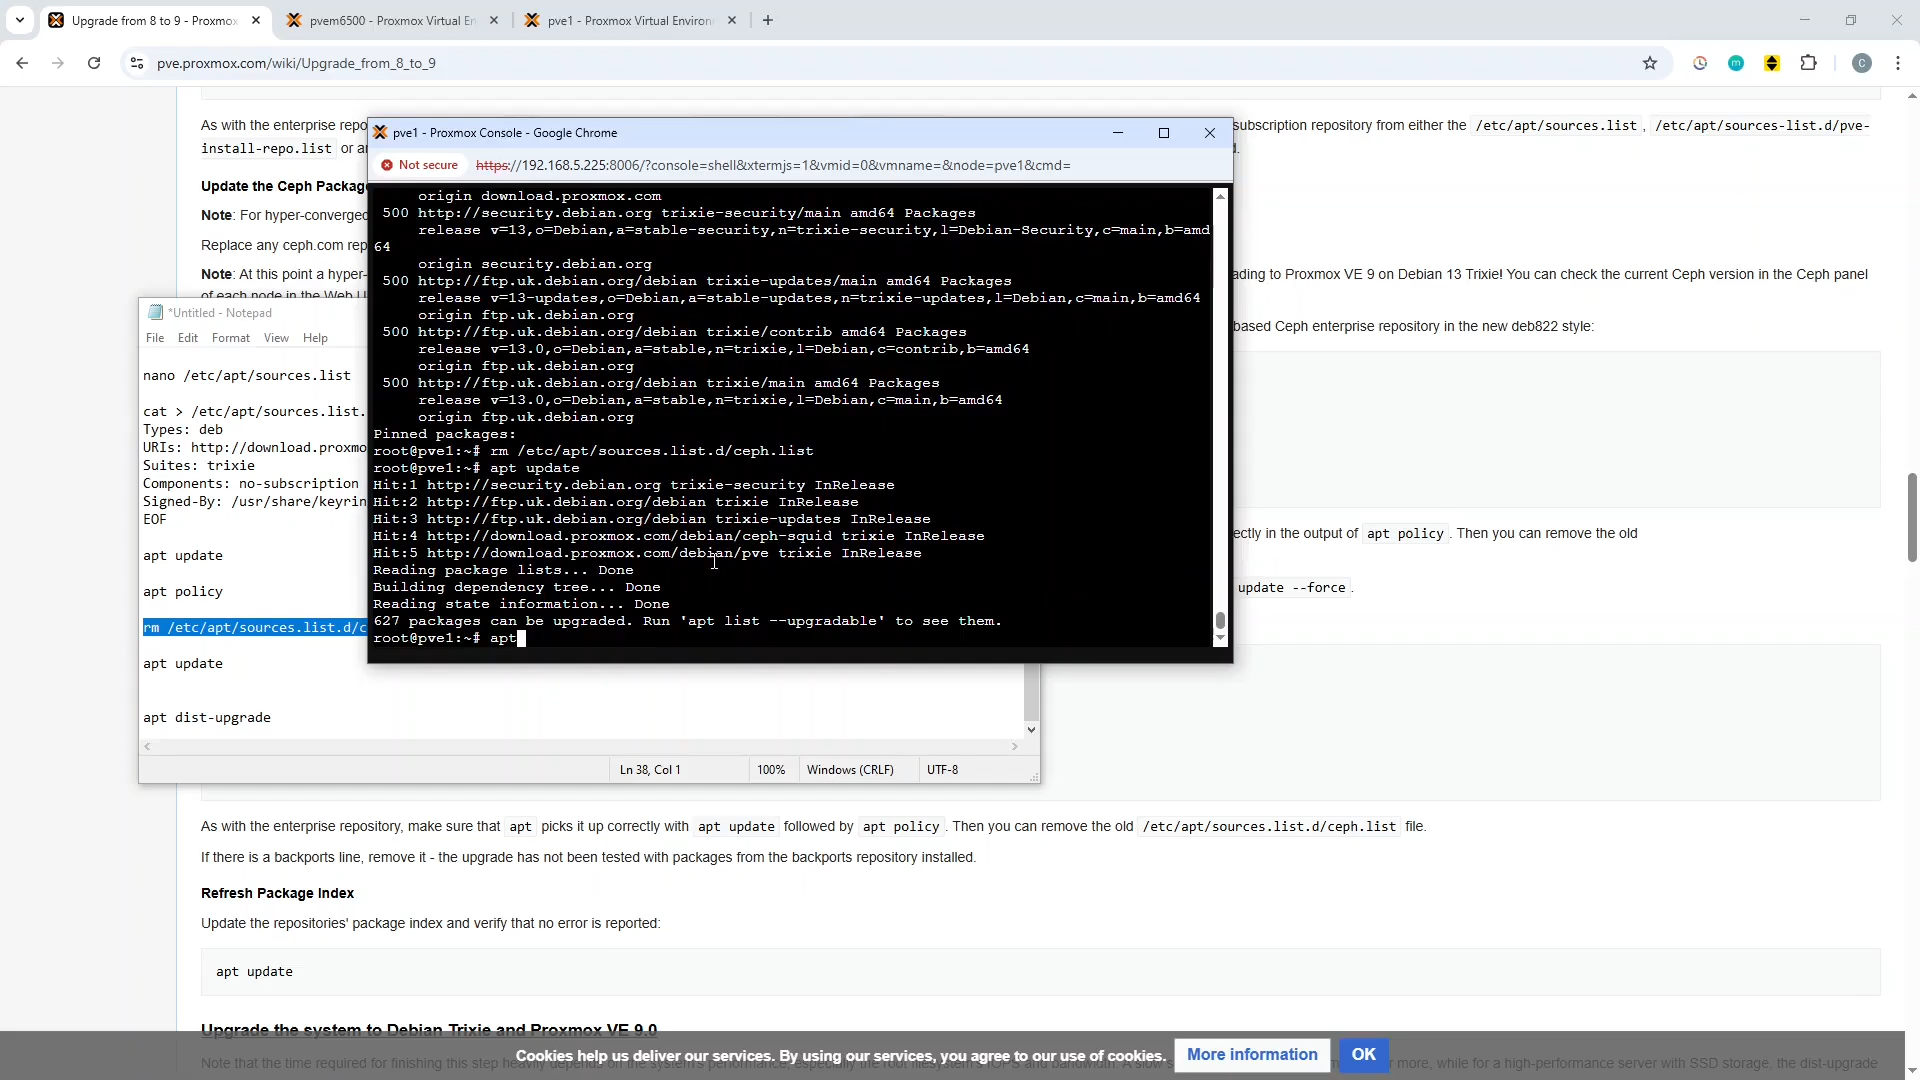 Upgrade from 8 to 9 - Proxmox
pvem6500 - Proxmox Virtual En
pve1 - Proxmox Virtual Environ
pve.proxmox.com/wiki/Upgrade_from_8_to_9
C
As with the enterprise repo
subscription repository from either the /etc/apt/sources.list , /etc/apt/sources-list.d/pve-
install-repo.list or a
d.
Update the Ceph Packag
Note: For hyper-converged
Replace any ceph.com rep
Note: At this point a hyper-
ading to Proxmox VE 9 on Debian 13 Trixie! You can check the current Ceph version in the Ceph panel
of each node in the Web U
based Ceph enterprise repository in the new deb822 style:
ectly in the output of apt policy . Then you can remove the old
update --force .
pve1 - Proxmox Console - Google Chrome
Not secure https://192.168.5.225:8006/?console=shell&xtermjs=1&vmid=0&vmname=&node=pve1&cmd=
origin download.proxmox.com
500 http://security.debian.org trixie-security/main amd64 Packages
release v=13,o=Debian,a=stable-security,n=trixie-security,l=Debian-Security,c=main,b=amd
64
origin security.debian.org
500 http://ftp.uk.debian.org/debian trixie-updates/main amd64 Packages
release v=13-updates,o=Debian,a=stable-updates,n=trixie-updates,l=Debian,c=main,b=amd64
origin ftp.uk.debian.org
500 http://ftp.uk.debian.org/debian trixie/contrib amd64 Packages
release v=13.0,o=Debian,a=stable,n=trixie,l=Debian,c=contrib,b=amd64
origin ftp.uk.debian.org
500 http://ftp.uk.debian.org/debian trixie/main amd64 Packages
release v=13.0,o=Debian,a=stable,n=trixie,l=Debian,c=main,b=amd64
origin ftp.uk.debian.org
Pinned packages:
root@pve1:~# rm /etc/apt/sources.list.d/ceph.list
root@pve1:~# apt update
Hit:1 http://security.debian.org trixie-security InRelease
Hit:2 http://ftp.uk.debian.org/debian trixie InRelease
Hit:3 http://ftp.uk.debian.org/debian trixie-updates InRelease
Hit:4 http://download.proxmox.com/debian/ceph-squid trixie InRelease
Hit:5 http://download.proxmox.com/debian/pve trixie InRelease
Reading package lists... Done
Building dependency tree... Done
Reading state information... Done
627 packages can be upgraded. Run 'apt list --upgradable' to see them.
root@pve1:~# apt
*Untitled - Notepad
File Edit Format View Help
nano /etc/apt/sources.list
cat > /etc/apt/sources.list.
Types: deb
URIs: http://download.proxmo
Suites: trixie
Components: no-subscription
Signed-By: /usr/share/keyrin
EOF
apt update
apt policy
rm /etc/apt/sources.list.d/c
apt update
apt dist-upgrade
Ln 38, Col 1 100% Windows (CRLF) UTF-8
As with the enterprise repository, make sure that apt picks it up correctly with apt update followed by apt policy . Then you can remove the old /etc/apt/sources.list.d/ceph.list file.
If there is a backports line, remove it - the upgrade has not been tested with packages from the backports repository installed.
Refresh Package Index
Update the repositories' package index and verify that no error is reported:
apt update
Upgrade the system to Debian Trixie and Proxmox VE 9.0
Cookies help us deliver our services. By using our services, you agree to our use of cookies. More information OK